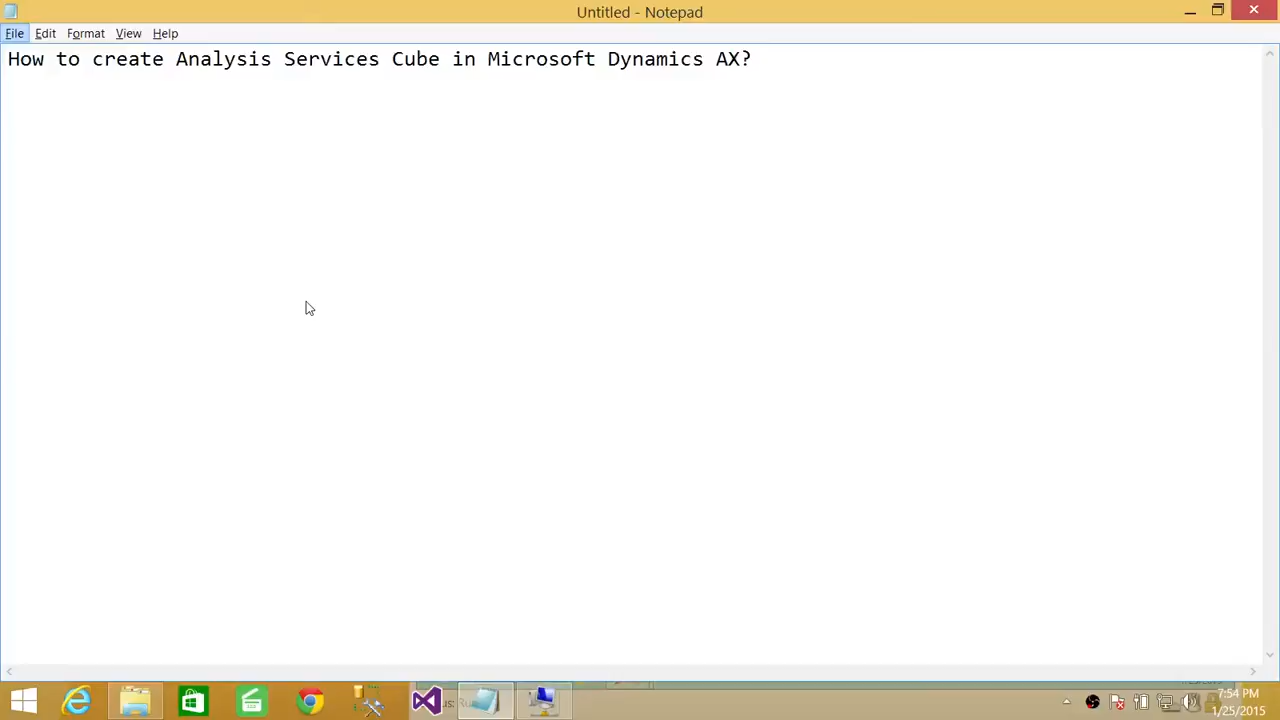 Untitled - Notepad
File Edit Format View Help
How to create Analysis Services Cube in Microsoft Dynamics AX?
7:54 PM
1/25/2015